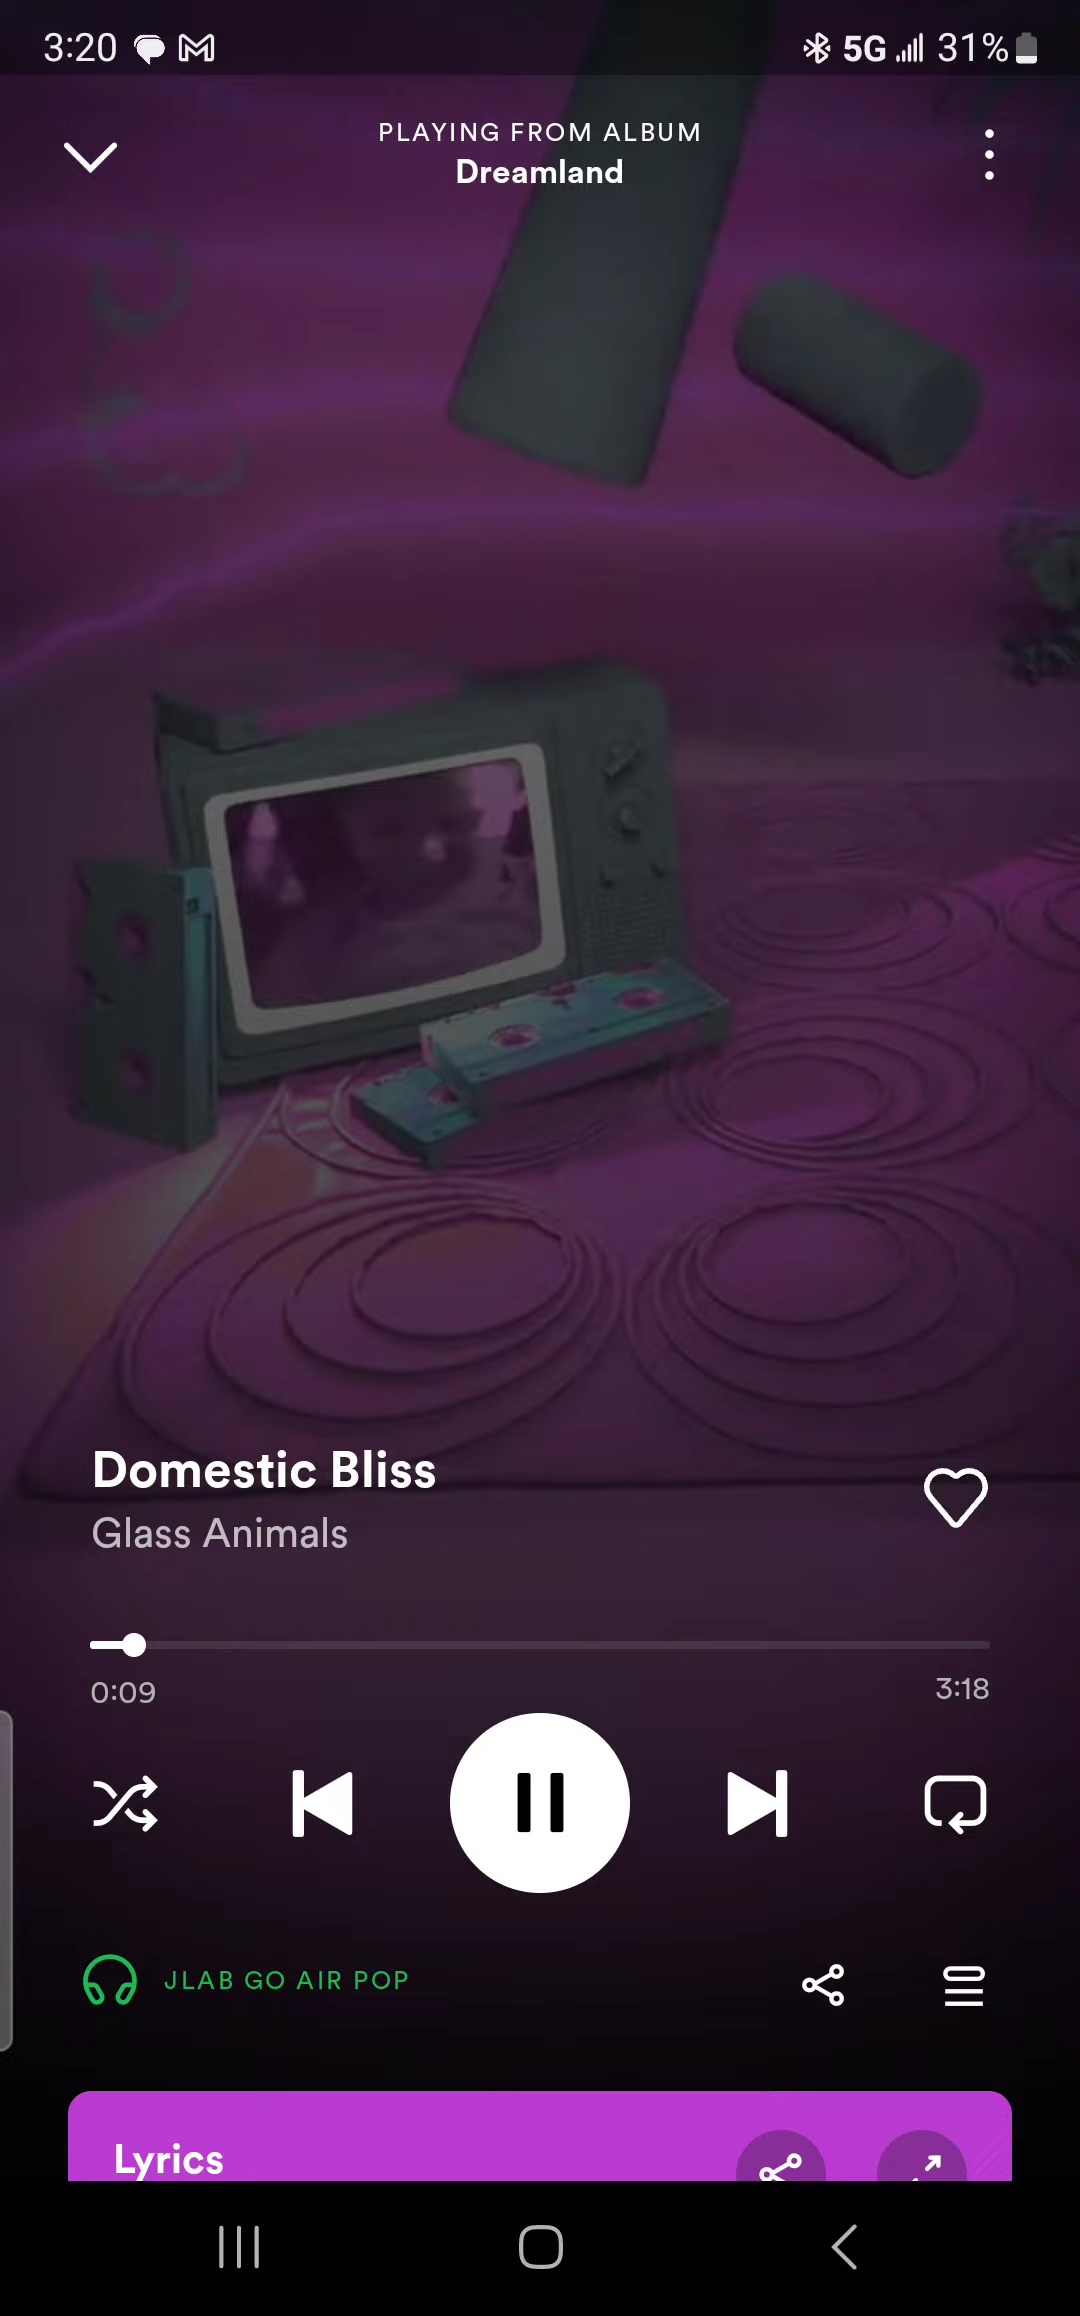 3:20
5G 31%
PLAYING FROM ALBUM
Dreamland
Domestic Bliss
Glass Animals
0:09
3:18
JLAB GO AIR POP
Lyrics